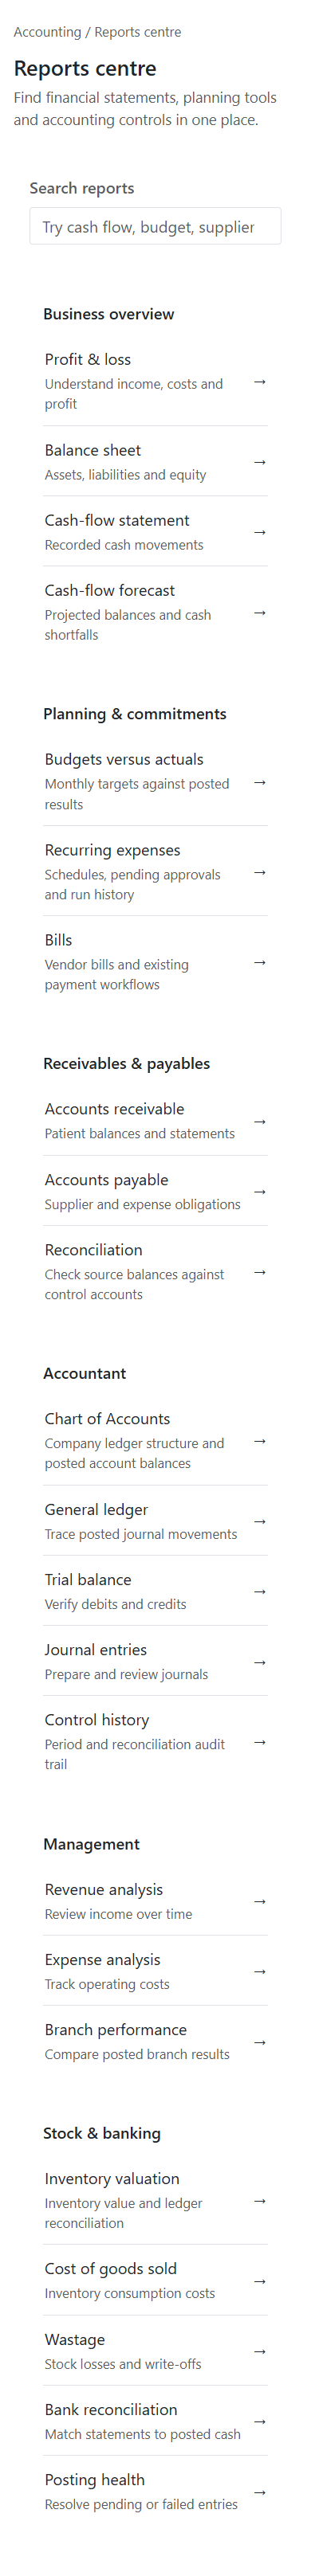 Accounting / Reports centre
Reports centre
Find financial statements, planning tools
and accounting controls in one place.
Search reports
Try cash flow, budget, supplier
Business overview
Profit & loss
Understand income, costs and
profit
→
Balance sheet
Assets, liabilities and equity
→
Cash-flow statement
Recorded cash movements
→
Cash-flow forecast
Projected balances and cash
shortfalls
→
Planning & commitments
Budgets versus actuals
Monthly targets against posted
results
→
Recurring expenses
Schedules, pending approvals
and run history
→
Bills
Vendor bills and existing
payment workflows
→
Receivables & payables
Accounts receivable
Patient balances and statements
→
Accounts payable
Supplier and expense obligations
→
Reconciliation
Check source balances against
control accounts
→
Accountant
Chart of Accounts
Company ledger structure and
posted account balances
→
General ledger
Trace posted journal movements
→
Trial balance
Verify debits and credits
→
Journal entries
Prepare and review journals
→
Control history
Period and reconciliation audit
trail
→
Management
Revenue analysis
Review income over time
→
Expense analysis
Track operating costs
→
Branch performance
Compare posted branch results
→
Stock & banking
Inventory valuation
Inventory value and ledger
reconciliation
→
Cost of goods sold
Inventory consumption costs
→
Wastage
Stock losses and write-offs
→
Bank reconciliation
Match statements to posted cash
→
Posting health
Resolve pending or failed entries
→